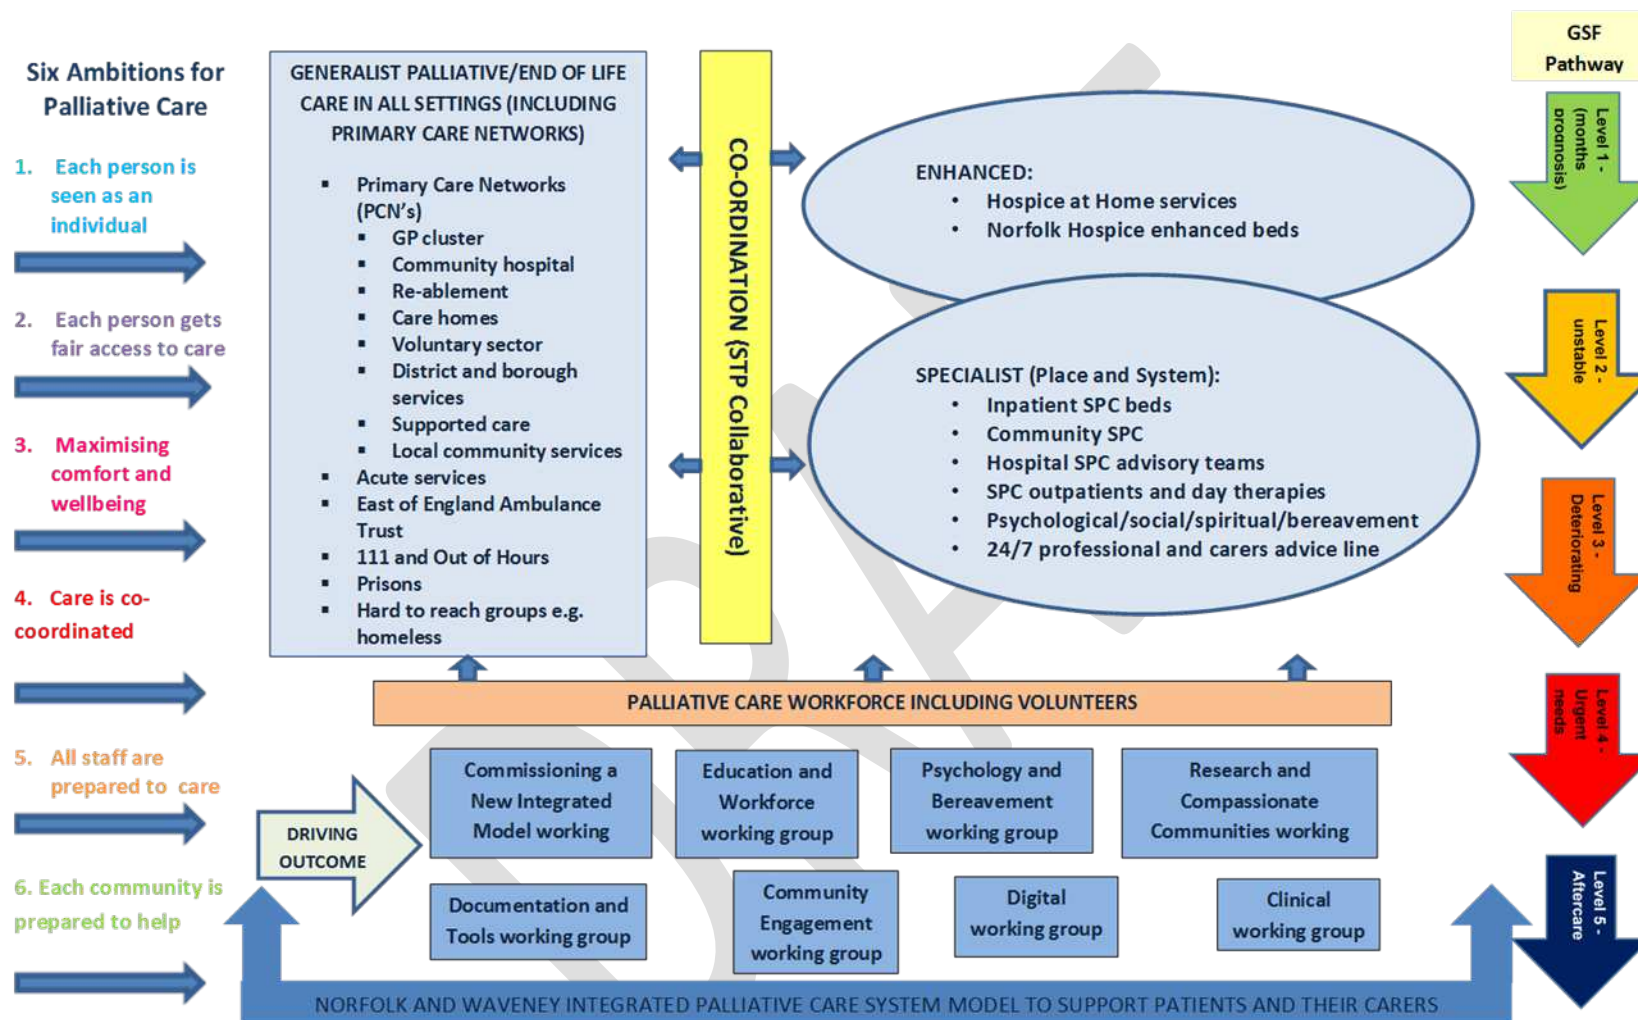 Six Ambitions for
Palliative Care
1. Each person is
seen as an
individual
2. Each person gets
fair access to care
3. Maximising
comfort and
wellbeing
4. Care is co-
coordinated
5. All staff are
prepared to care
6. Each community is
prepared to help
GENERALIST PALLIATIVE/END OF LIFE
CARE IN ALL SETTINGS (INCLUDING
PRIMARY CARE NETWORKS)
▪ Primary Care Networks
(PCN's)
▪ GP cluster
▪ Community hospital
▪ Re-ablement
▪ Care homes
▪ Voluntary sector
▪ District and borough
services
▪ Supported care
▪ Local community services
▪ Acute services
▪ East of England Ambulance
Trust
▪ 111 and Out of Hours
▪ Prisons
▪ Hard to reach groups e.g.
homeless
CO-ORDINATION (STP Collaborative)
ENHANCED:
• Hospice at Home services
• Norfolk Hospice enhanced beds
SPECIALIST (Place and System):
• Inpatient SPC beds
• Community SPC
• Hospital SPC advisory teams
• SPC outpatients and day therapies
• Psychological/social/spiritual/bereavement
• 24/7 professional and carers advice line
GSF
Pathway
Level 1 -
(months
prognosis)
Level 2 -
unstable
Level 3 -
Deteriorating
Level 4 -
Urgent
needs
Level 5 -
Aftercare
PALLIATIVE CARE WORKFORCE INCLUDING VOLUNTEERS
DRIVING
OUTCOME
Commissioning a
New Integrated
Model working
Education and
Workforce
working group
Psychology and
Bereavement
working group
Research and
Compassionate
Communities working
Documentation and
Tools working group
Community
Engagement
working group
Digital
working group
Clinical
working group
NORFOLK AND WAVENEY INTEGRATED PALLIATIVE CARE SYSTEM MODEL TO SUPPORT PATIENTS AND THEIR CARERS
DRAFT